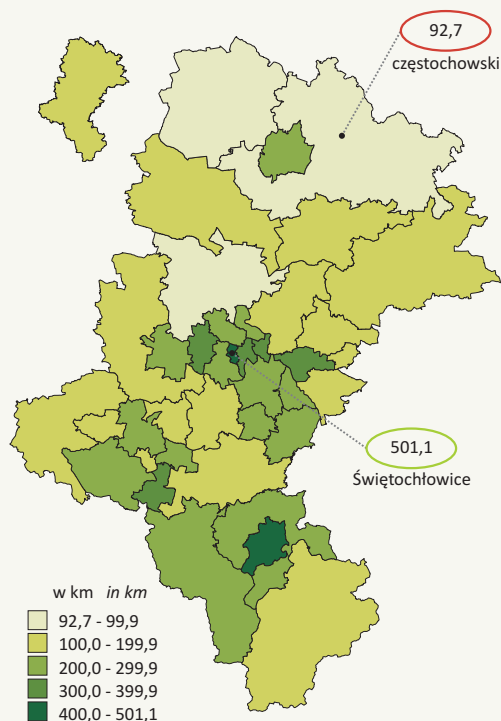 92,7
częstochowski
501,1
Świętochłowice
w km in km
92,7 - 99,9
100,0 - 199,9
200,0 - 299,9
300,0 - 399,9
400,0 - 501,1